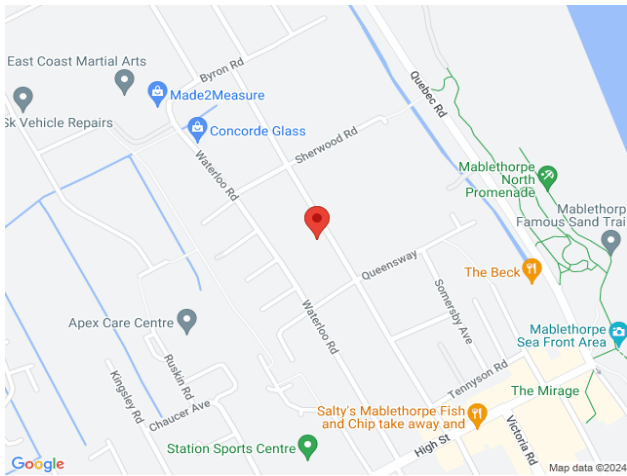 East Coast Martial Arts
Byron Rd
Made2Measure
Sk Vehicle Repairs
Concorde Glass
Quebec Rd
Sherwood Rd
Waterloo Rd
Mablethorpe
North
Promenade
Mablethorp
Famous Sand Trai
Queensway
The Beck
Somersby Ave
Waterloo Rd
Apex Care Centre
Mablethorpe
Sea Front Area
Ruskin Rd
Kingsley Rd
Tennyson Rd
The Mirage
Chaucer Ave
Salty's Mablethorpe Fish
and Chip take away and
Station Sports Centre
High St
Victoria Rd
Google
Map data ©2024